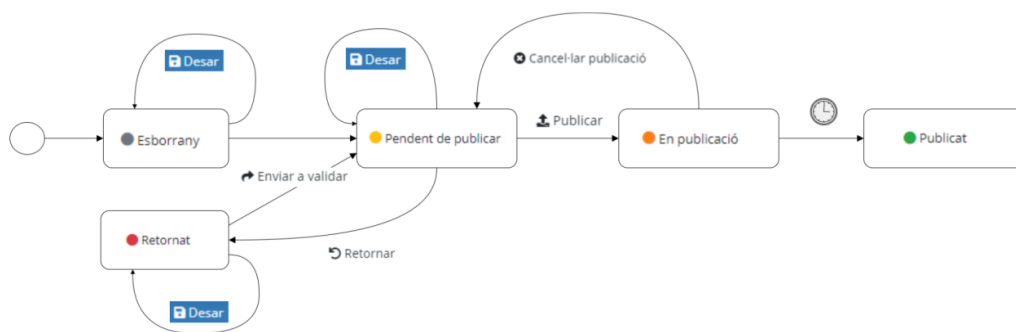 Desar
Desar
Cancel·lar publicació
Esborrany
Pendent de publicar
Publicar
En publicació
Publicat
Enviar a validar
Retornat
Retornar
Desar